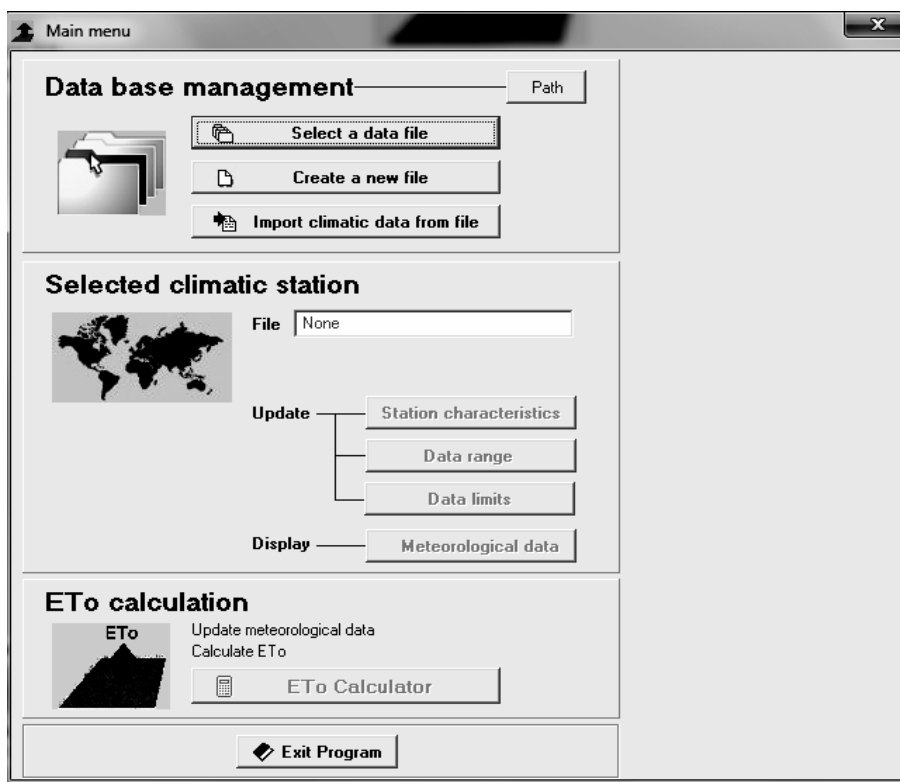 Main menu
X
Data base management
Path
Select a data file
Create a new file
Import climatic data from file
Selected climatic station
File None
Update Station characteristics
Data range
Data limits
Display Meteorological data
ETo calculation
ETo
Update meteorological data
Calculate ETo
ETo Calculator
Exit Program